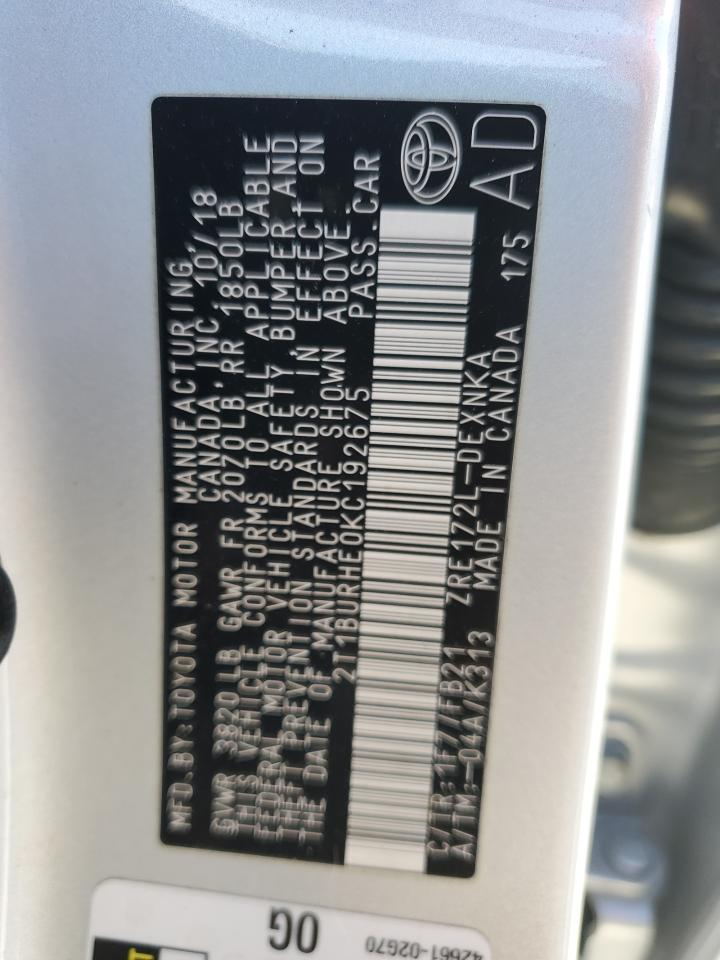 MFD.BY:TOYOTA MOTOR MANUFACTURING,
CANADA,INC 10/18
GVWR 3820LB GAWR FR 2070LB,RR 1850LB
THIS VEHICLE CONFORMS TO ALL APPLICABLE
FEDERAL MOTOR VEHICLE SAFETY, BUMPER,AND
THEFT PREVENTION STANDARDS IN EFFECT ON
THE DATE OF MANUFACTURE SHOWN ABOVE.
2T1BURHE0KC192675 PASS.CAR
C/TR:1F7/FB21 ZRE172L-DEXNKA 175 AD
A/TM:-04A/K313 MADE IN CANADA
0G
42661-02G70